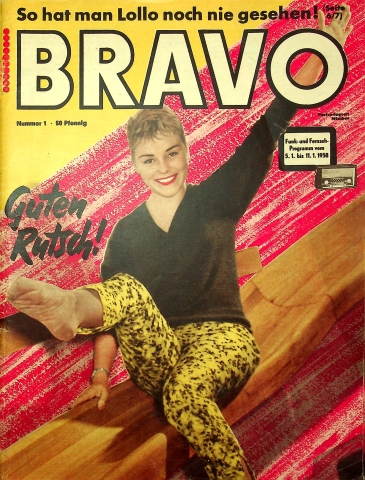 So hat man Lollo noch nie gesehen! (Seite 6/7)
BRAVO
Nummer 1 · 50 Pfennig
Funk- und Fernseh-
Programm vom
5. 1. bis 11. 1. 1958
Guten
Rutsch!